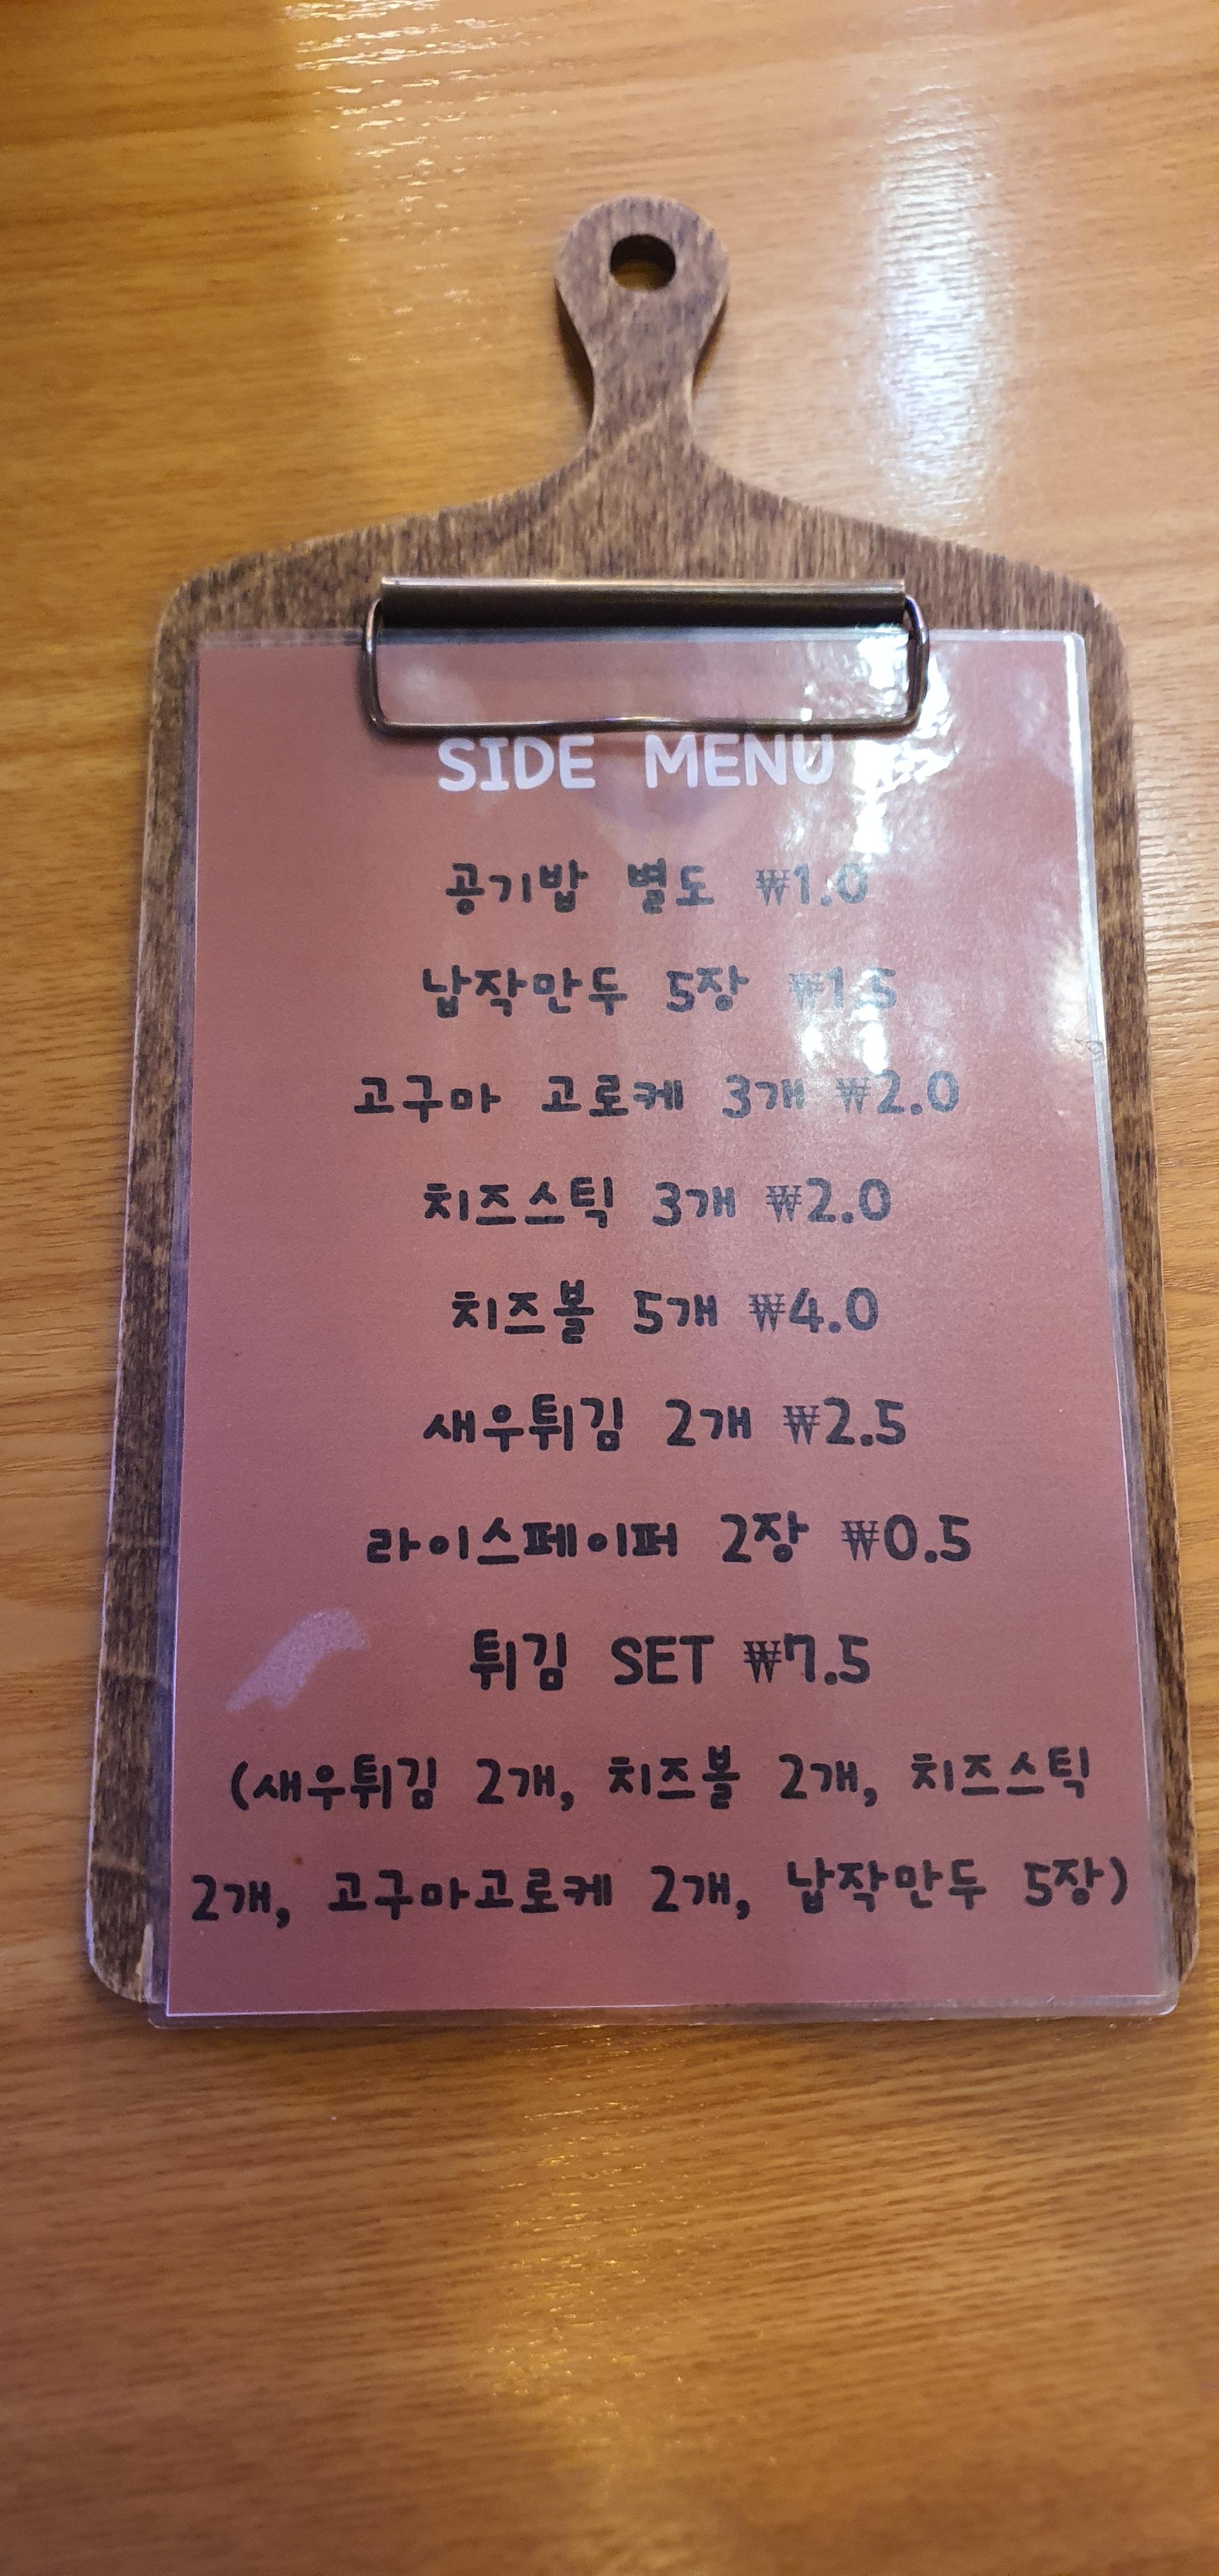 SIDE MENU
공기밥 별도 ₩1.0
납작만두 5장 ₩1.5
고구마 고로케 3개 ₩2.0
치즈스틱 3개 ₩2.0
치즈볼 5개 ₩4.0
새우튀김 2개 ₩2.5
라이스페이퍼 2장 ₩0.5
튀김 SET ₩7.5
(새우튀김 2개, 치즈볼 2개, 치즈스틱
2개, 고구마고로케 2개, 납작만두 5장)